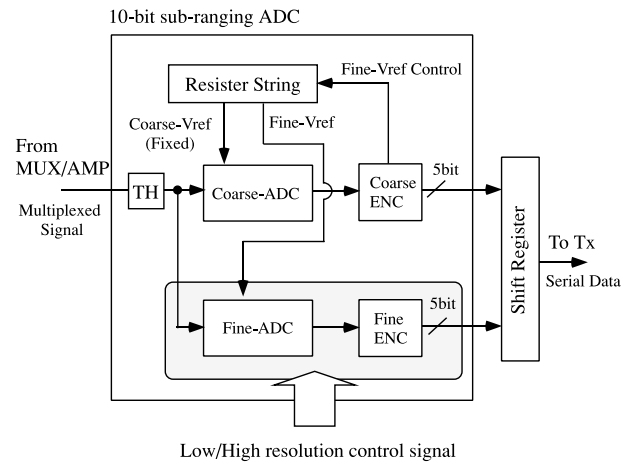 10-bit sub-ranging ADC
Resister String
Fine-Vref Control
Coarse-Vref
(Fixed)
Fine-Vref
From
MUX/AMP
Multiplexed
Signal
TH
Coarse-ADC
Coarse
ENC
5bit
Shift Register
To Tx
Serial Data
Fine-ADC
Fine
ENC
5bit
Low/High resolution control signal